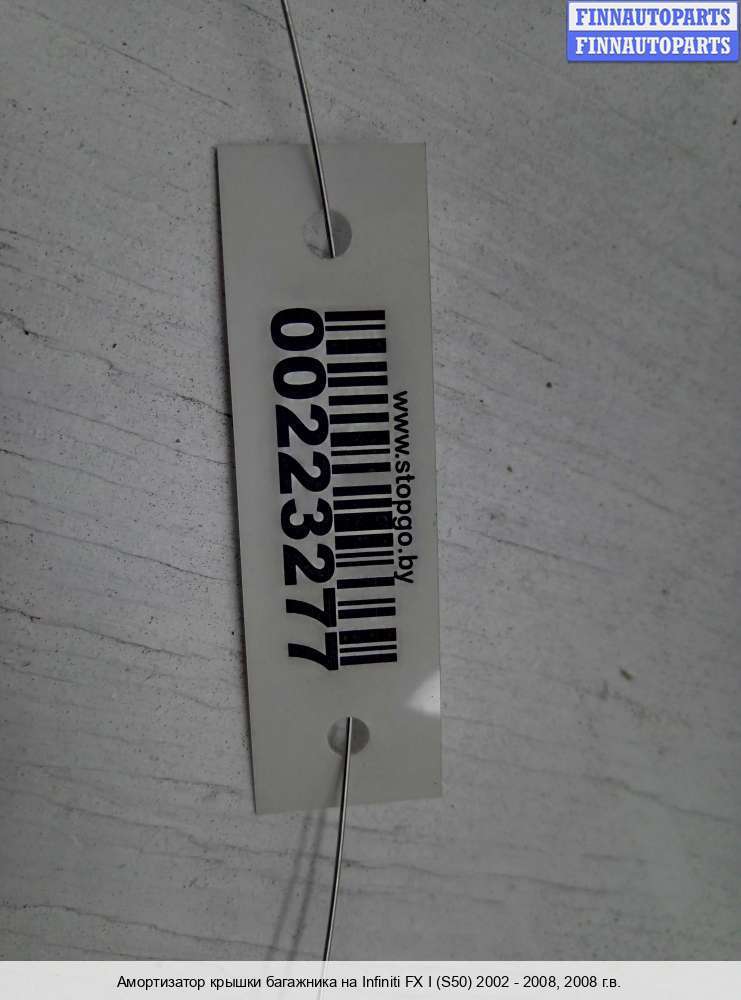 FINNAUTOPARTS
FINNAUTOPARTS
www.stopgo.by
00223277
Амортизатор крышки багажника на Infiniti FX I (S50) 2002 - 2008, 2008 г.в.